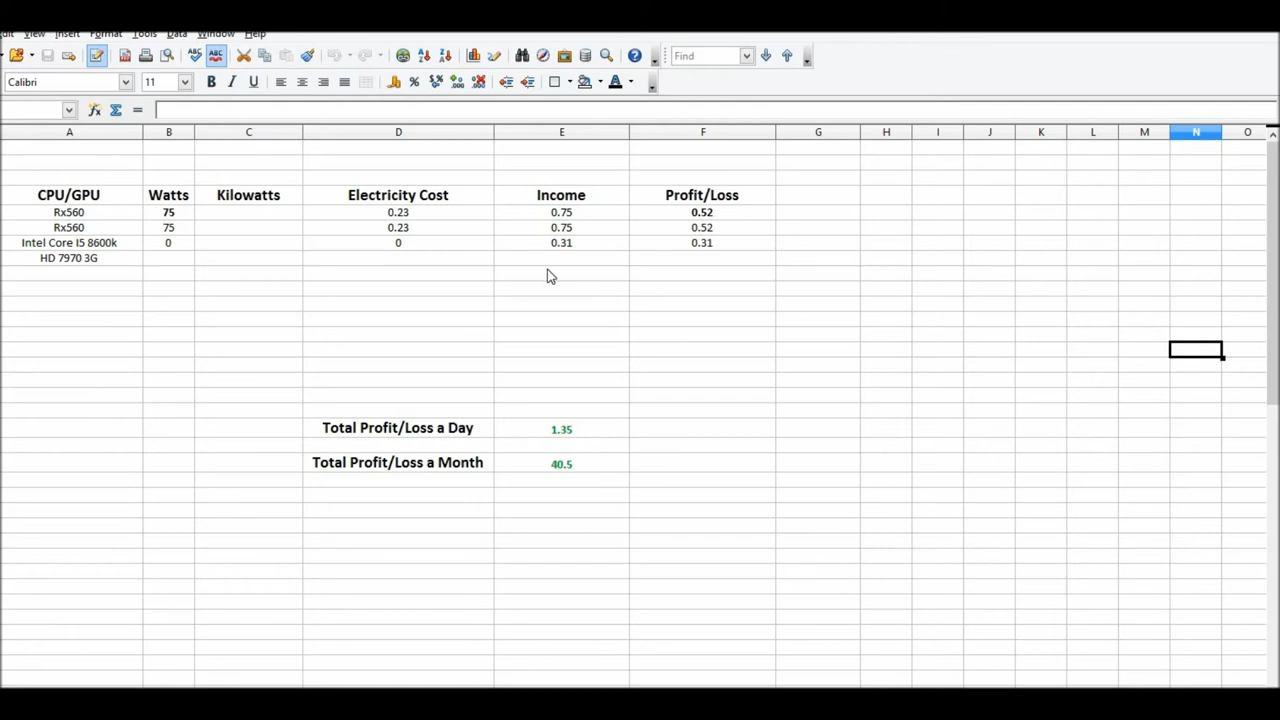 View Insert Format Tools Data Window Help
Find
Calibri 11
A B C D E F G H I J K L M N O
CPU/GPU Watts Kilowatts Electricity Cost Income Profit/Loss
Rx560 75 0.23 0.75 0.52
Rx560 75 0.23 0.75 0.52
Intel Core I5 8600k 0 0 0.31 0.31
HD 7970 3G
Total Profit/Loss a Day 1.35
Total Profit/Loss a Month 40.5